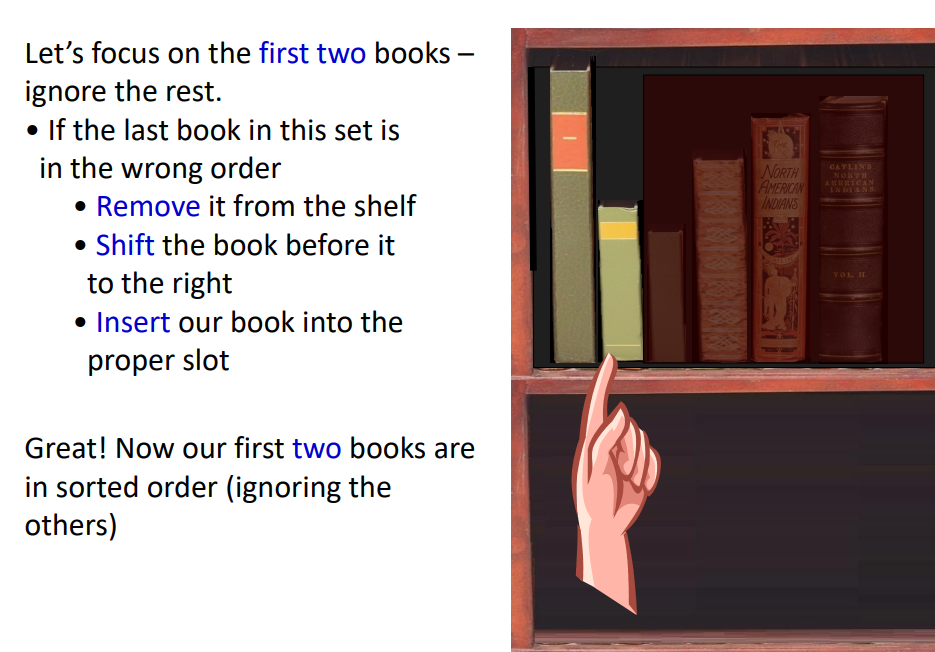 Let’s focus on the first two books –
ignore the rest.
• If the last book in this set is
in the wrong order
• Remove it from the shelf
• Shift the book before it
to the right
• Insert our book into the
proper slot
Great! Now our first two books are
in sorted order (ignoring the
others)
NORTH
AMERICAN
INDIANS
CATLIN'S
NORTH
AMERICAN
INDIANS
VOL. II